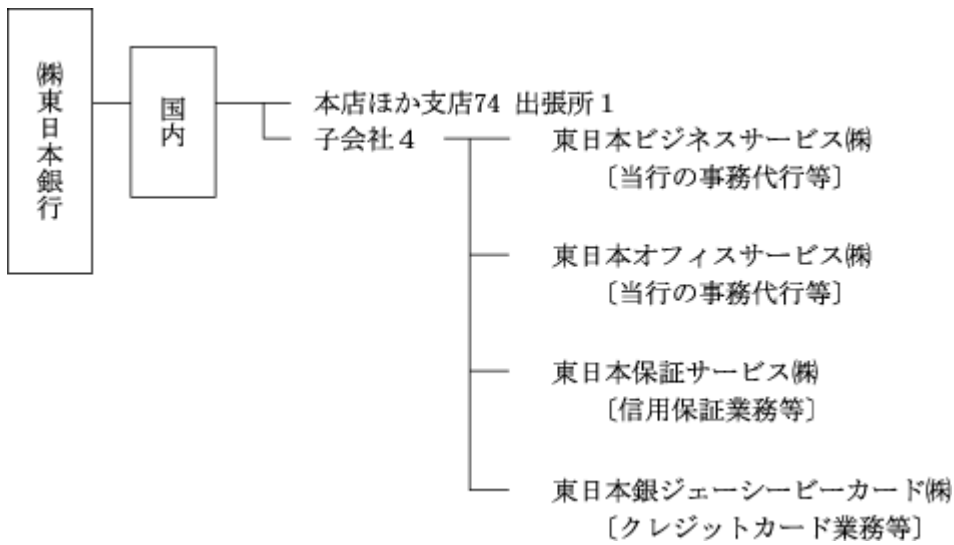 ㈱東日本銀行
国内
本店ほか支店74 出張所1
子会社4
東日本ビジネスサービス㈱
〔当行の事務代行等〕
東日本オフィスサービス㈱
〔当行の事務代行等〕
東日本保証サービス㈱
〔信用保証業務等〕
東日本銀ジェーシービーカード㈱
〔クレジットカード業務等〕